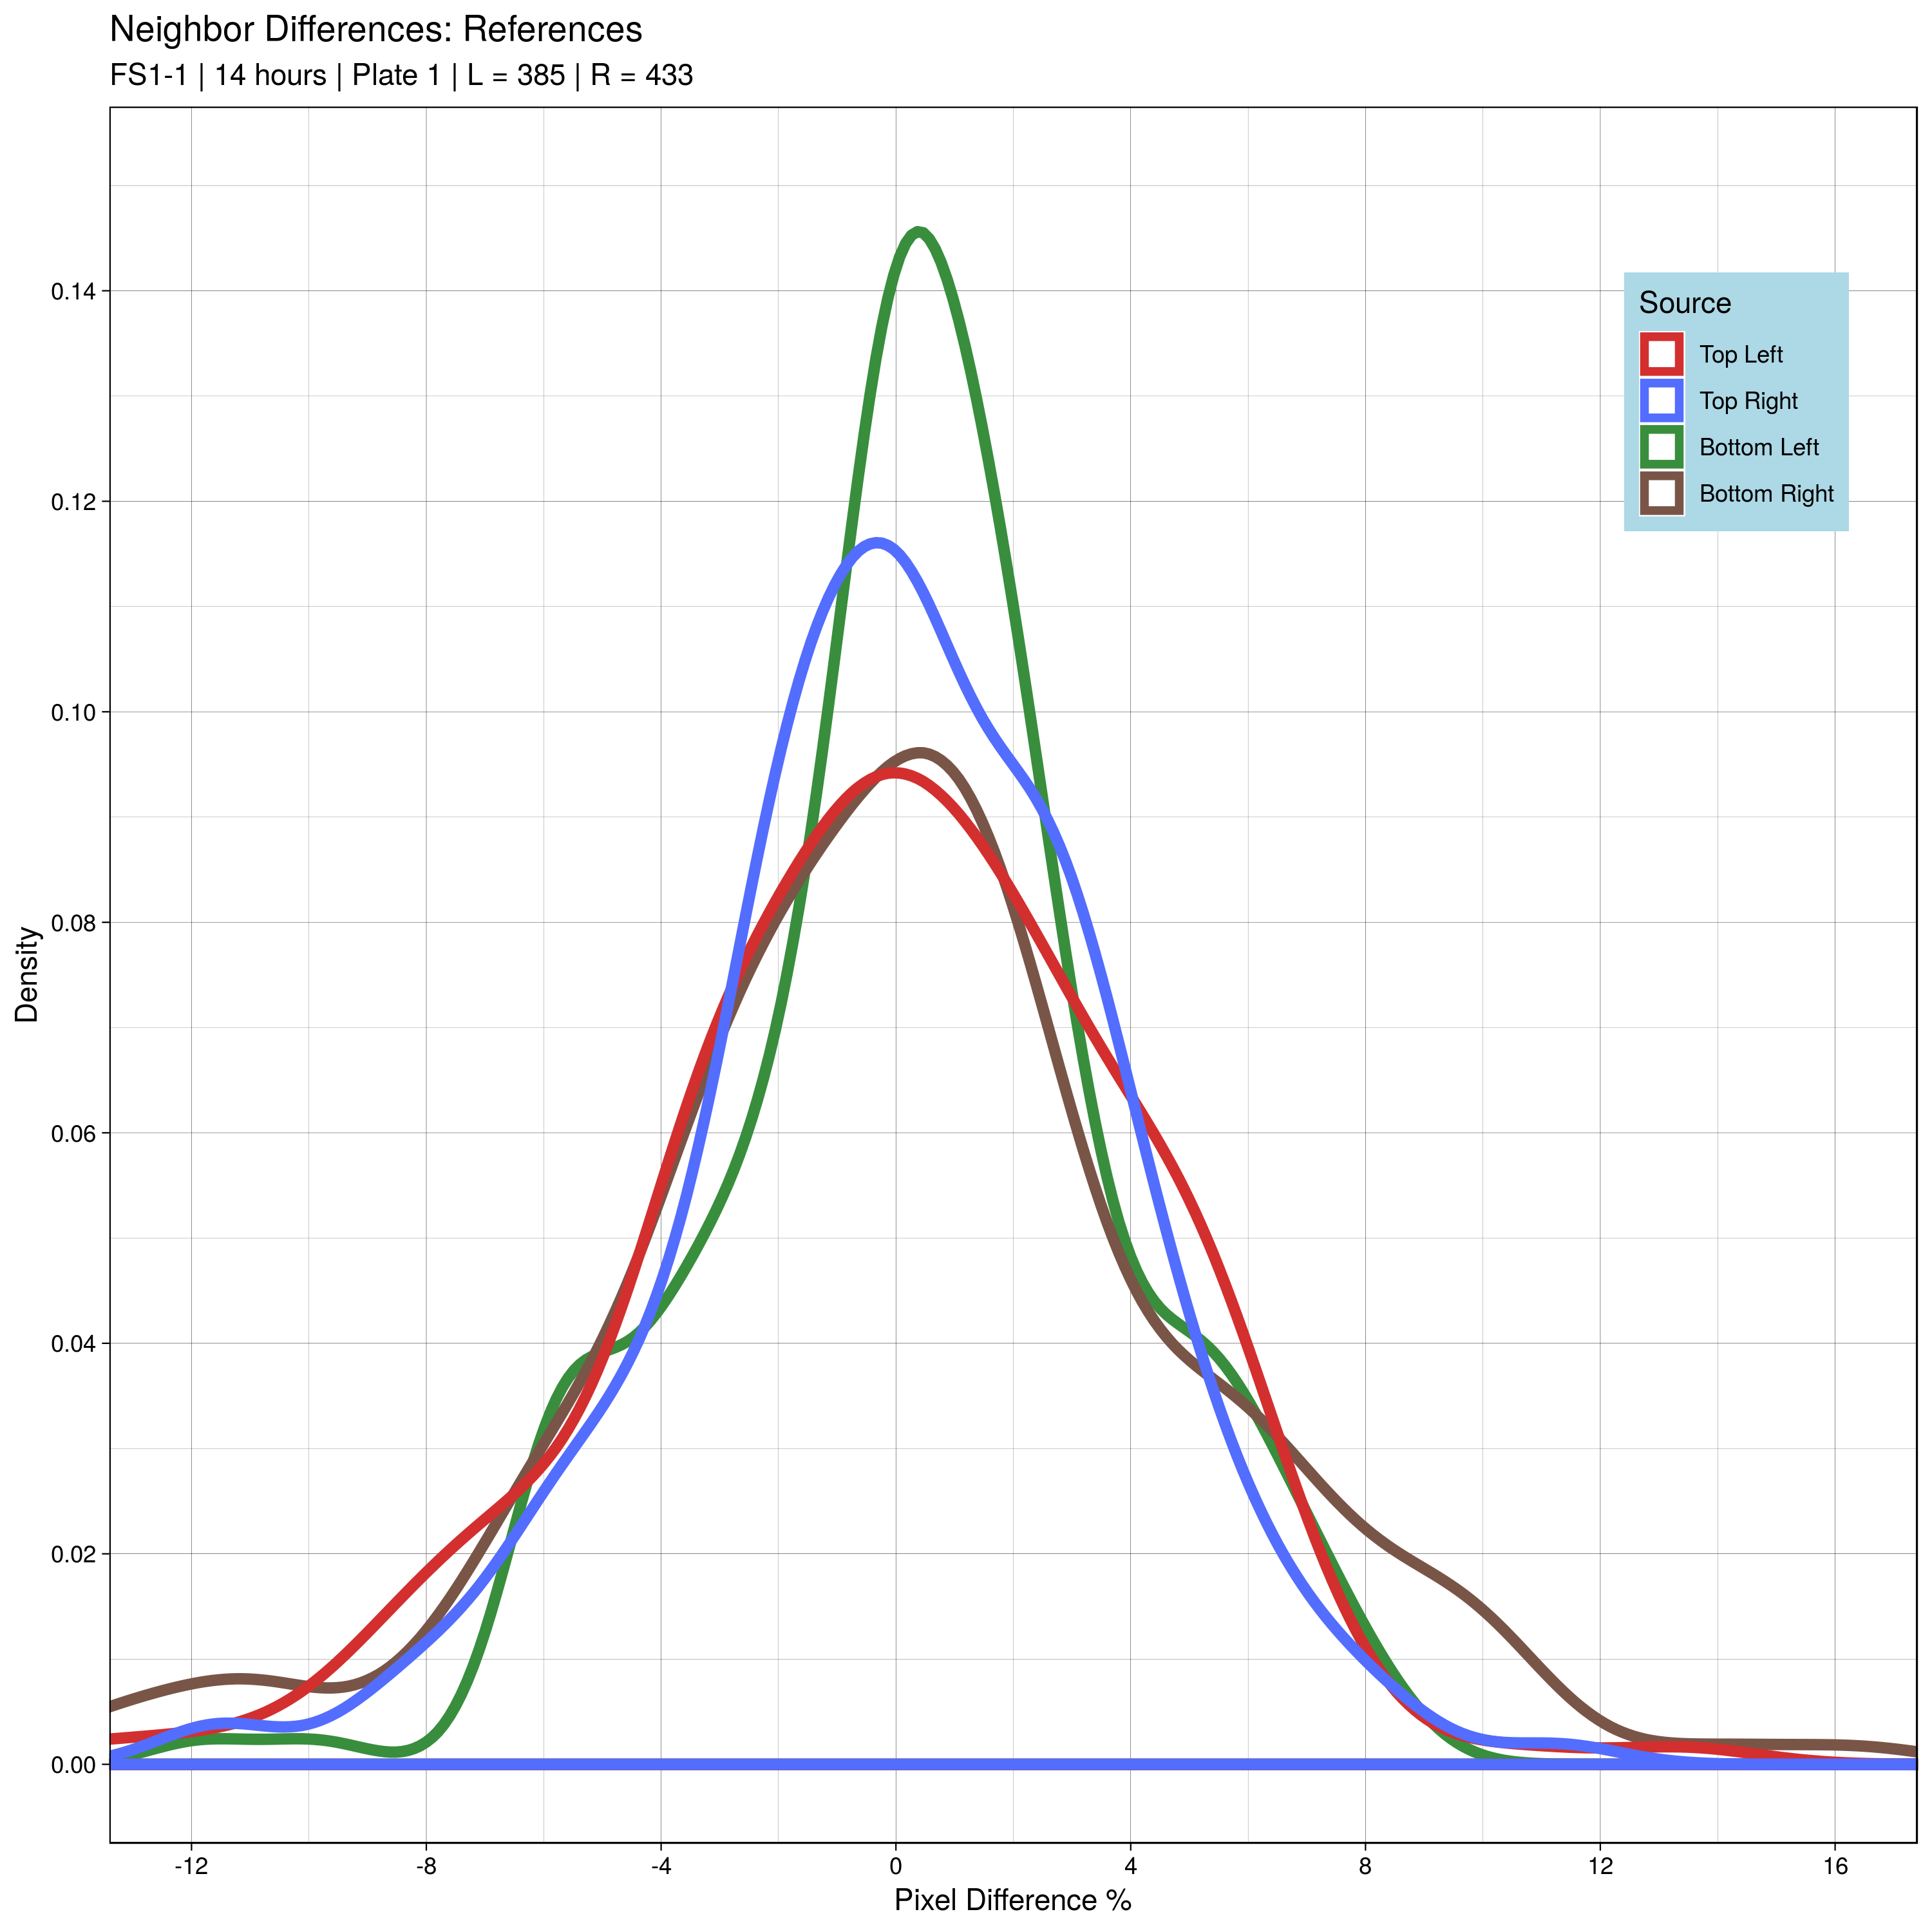 Neighbor Differences: References
FS1-1 | 14 hours | Plate 1 | L = 385 | R = 433
Density
0.14
0.12
0.10
0.08
0.06
0.04
0.02
0.00
Source
Top Left
Top Right
Bottom Left
Bottom Right
-12 -8 -4 0 4 8 12 16
Pixel Difference %